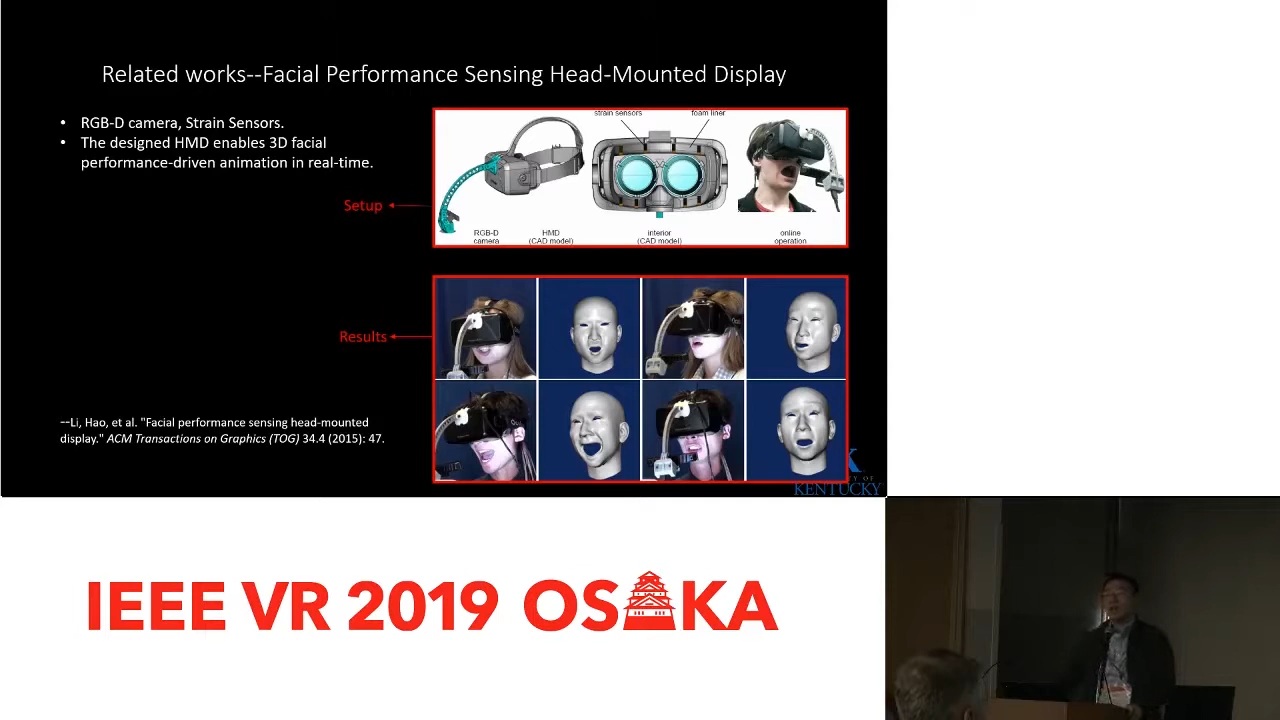 Related works--Facial Performance Sensing Head-Mounted Display
• RGB-D camera, Strain Sensors.
• The designed HMD enables 3D facial
performance-driven animation in real-time.
strain sensors
foam liner
Setup
RGB-D
camera
HMD
(CAD model)
interior
(CAD model)
online
operation
Results
--Li, Hao, et al. "Facial performance sensing head-mounted
display." ACM Transactions on Graphics (TOG) 34.4 (2015): 47.
KENTUCKY
IEEE VR 2019 OSAKA